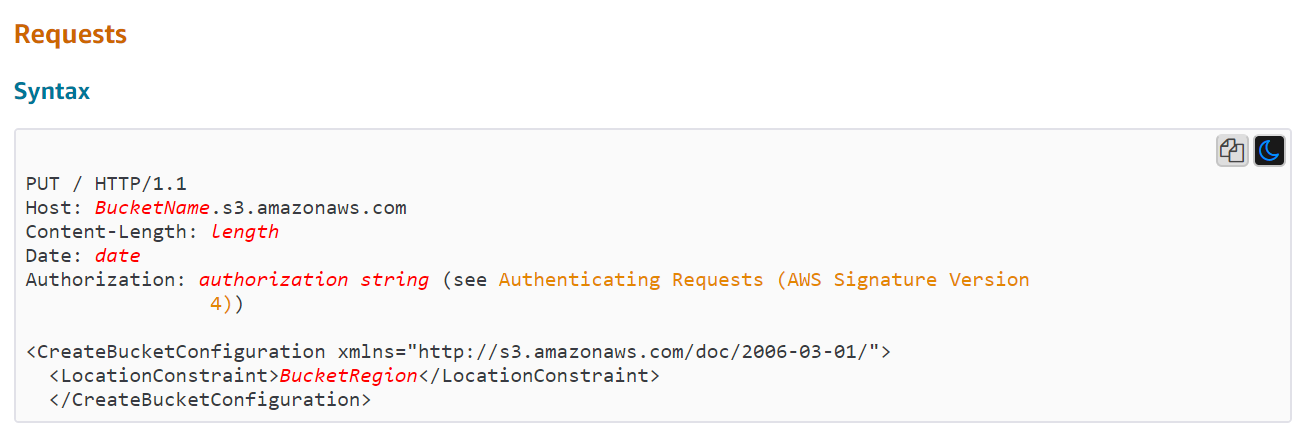 Requests
Syntax
PUT / HTTP/1.1
Host: BucketName.s3.amazonaws.com
Content-Length: length
Date: date
Authorization: authorization string (see Authenticating Requests (AWS Signature Version
4))
<CreateBucketConfiguration xmlns="http://s3.amazonaws.com/doc/2006-03-01/">
<LocationConstraint>BucketRegion</LocationConstraint>
</CreateBucketConfiguration>